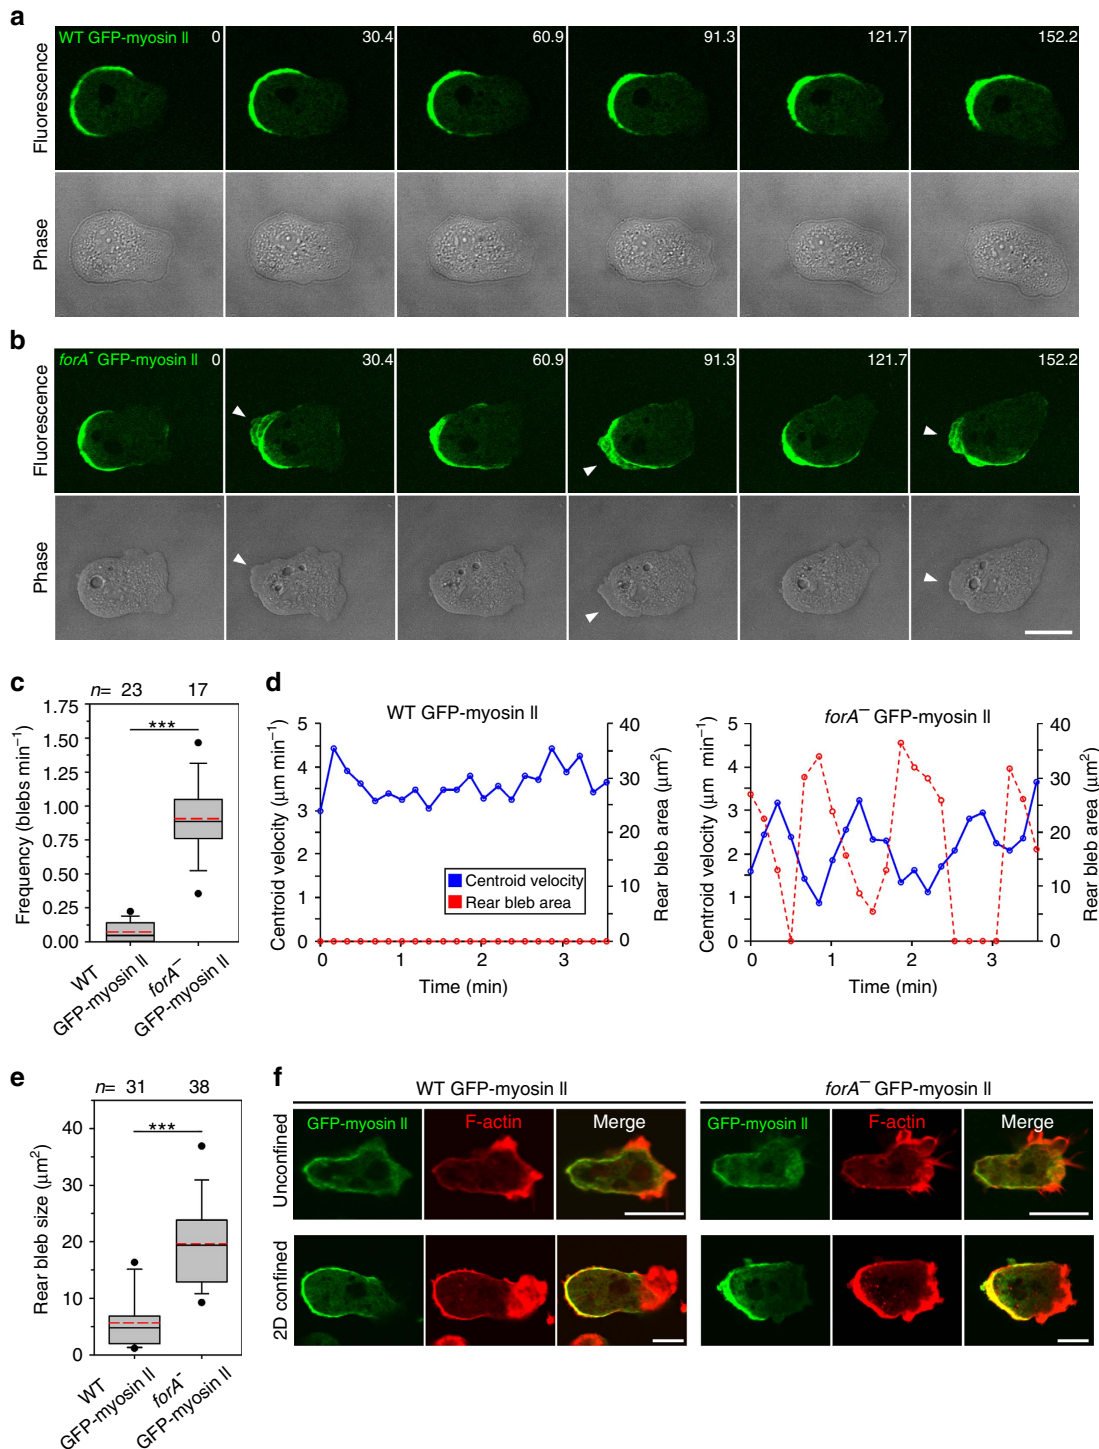 a
WT GFP-myosin II
0
30.4
60.9
91.3
121.7
152.2
Fluorescence
Phase
b
forA⁻ GFP-myosin II
0
30.4
60.9
91.3
121.7
152.2
Fluorescence
Phase
c
n= 23 17
***
1.75
1.50
1.25
1.00
0.75
0.50
0.25
0.00
Frequency (blebs min⁻¹)
WT
GFP-myosin II
forA⁻
GFP-myosin II
d
WT GFP-myosin II
5
4
3
2
1
0
Centroid velocity (μm min⁻¹)
40
30
20
10
0
Rear bleb area (μm²)
Centroid velocity
Rear bleb area
0 1 2 3
Time (min)
forA⁻ GFP-myosin II
5
4
3
2
1
0
Centroid velocity (μm min⁻¹)
40
30
20
10
0
Rear bleb area (μm²)
0 1 2 3
Time (min)
e
n= 31 38
***
40
30
20
10
0
Rear bleb size (μm²)
WT
GFP-myosin II
forA⁻
GFP-myosin II
f
WT GFP-myosin II
forA⁻ GFP-myosin II
Unconfined
GFP-myosin II
F-actin
Merge
GFP-myosin II
F-actin
Merge
2D confined